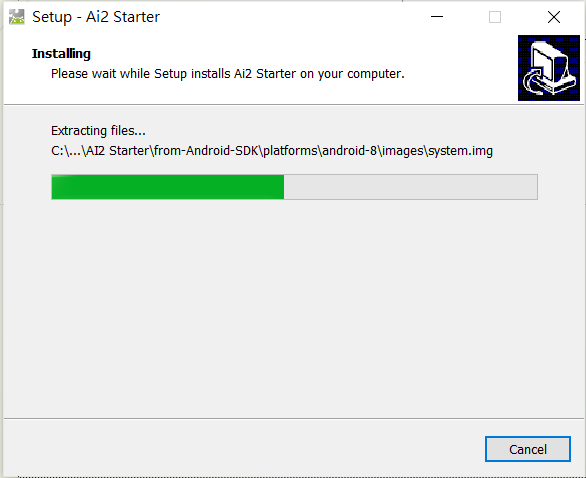 Setup - Ai2 Starter
Installing
Please wait while Setup installs Ai2 Starter on your computer.
Extracting files...
C:\...\AI2 Starter\from-Android-SDK\platforms\android-8\images\system.img
Cancel